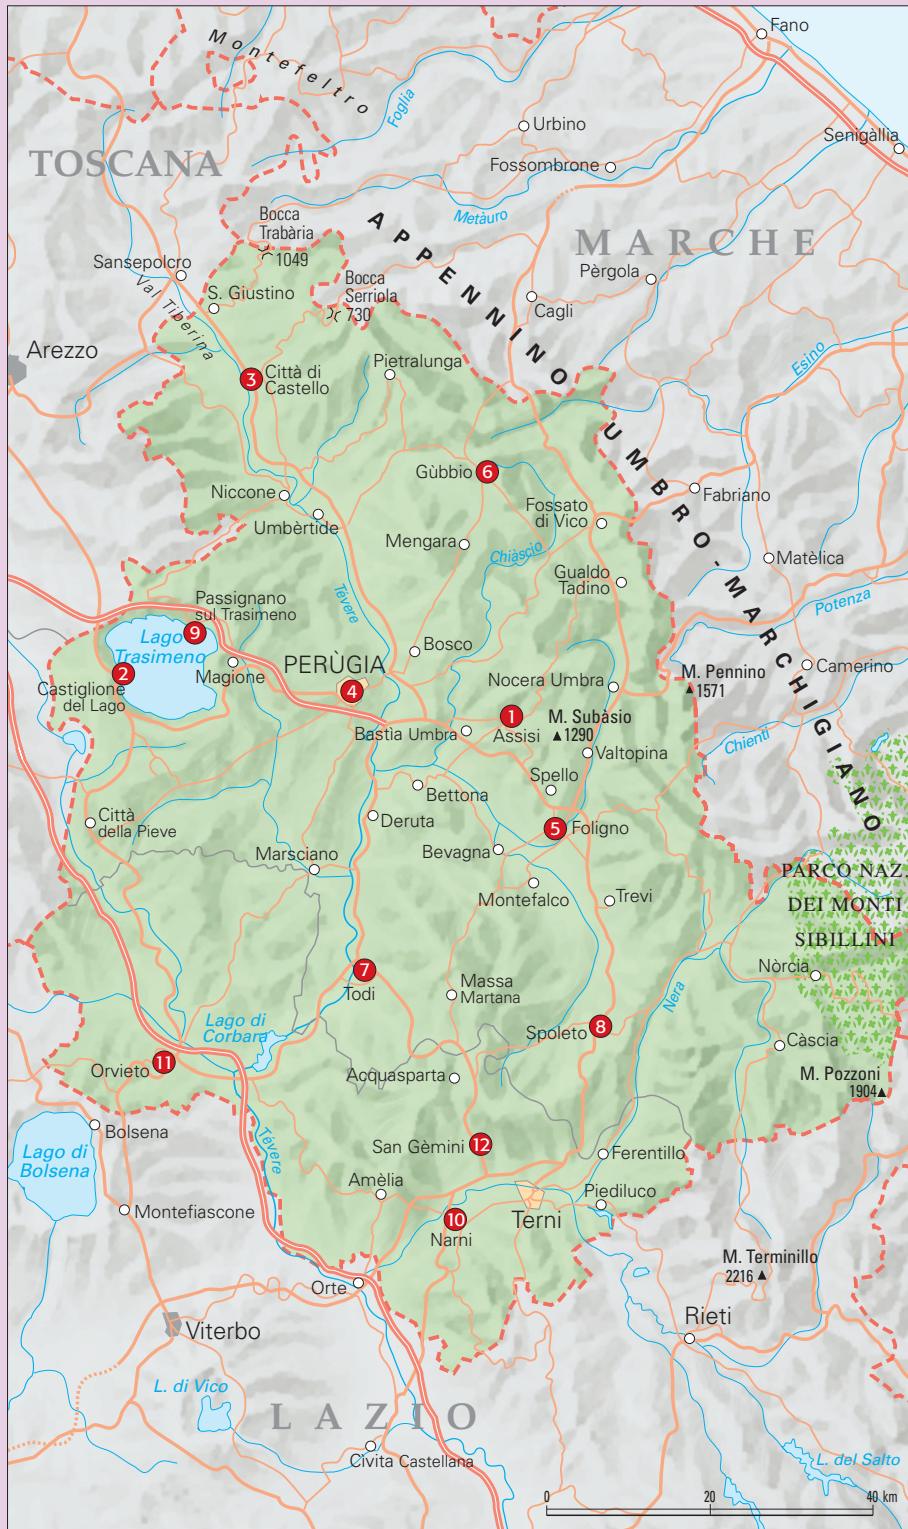 Fano
Montefeltro
Foglia
Urbino
Senigàllia
TOSCANA
Fossombrone
Bocca
Trabària
1049
Metàuro
APPENNINO UMBRO-MARCHIGIANO
MARCHE
Sansepolcro
Bocca
Serriola
730
Pèrgola
S. Giustino
Val Tiberina
Cagli
Arezzo
Esino
3
Città di
Castello
Pietralunga
Gùbbio
6
Niccone
Fabriano
Umbèrtide
Fossato
di Vico
Mengara
Chiàscio
Matèlica
Gualdo
Tadino
Tévere
Passignano
sul Trasimeno
Potenza
9
Lago
Trasimeno
Bosco
Camerino
PERÙGIA
M. Pennino
1571
2
Magione
4
Nocera Umbra
Castiglione
del Lago
1
Assisi
M. Subàsio
1290
Bastia Umbra
Chienti
Valtopina
Spello
Bettona
Città
della Pieve
Deruta
5
Foligno
Bevagna
Marsciano
PARCO NAZ.
DEI MONTI
SIBILLINI
Montefalco
Trevi
7
Todi
Nòrcia
Massa
Martana
Nera
Lago di
Corbara
Spoleto
8
Càscia
11
Orvieto
Acquasparta
M. Pozzoni
1904
Bolsena
Tévere
San Gèmini
12
Lago di
Bolsena
Ferentillo
Amèlia
Piediluco
Montefiascone
10
Narni
Terni
M. Terminillo
2216
Orte
Rieti
Viterbo
L. di Vico
LAZIO
Civita Castellana
L. del Salto
0
20
40 km